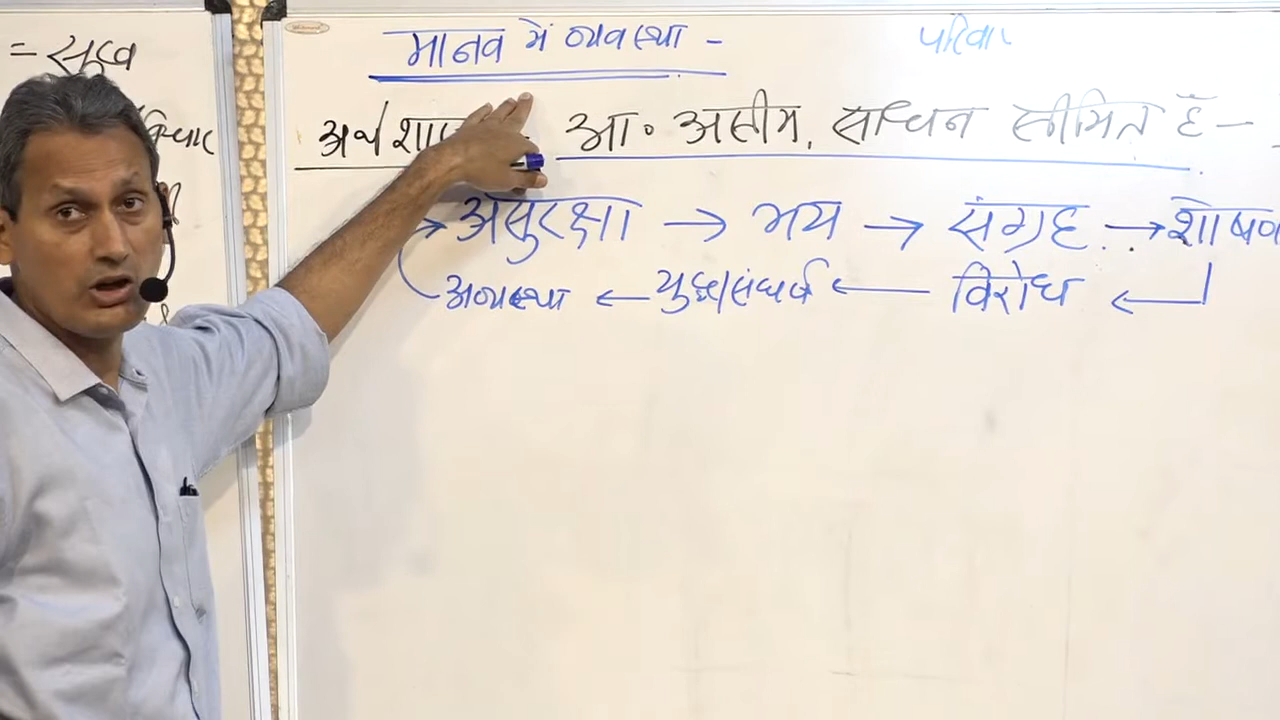 = सुख
मानव में व्यवस्था -
परिवार
आ॰ असीम, साधन सीमित है -
असुरक्षा → भय → संग्रह → शोषण
अव्यवस्था ← युद्ध/संघर्ष ← विरोध ←